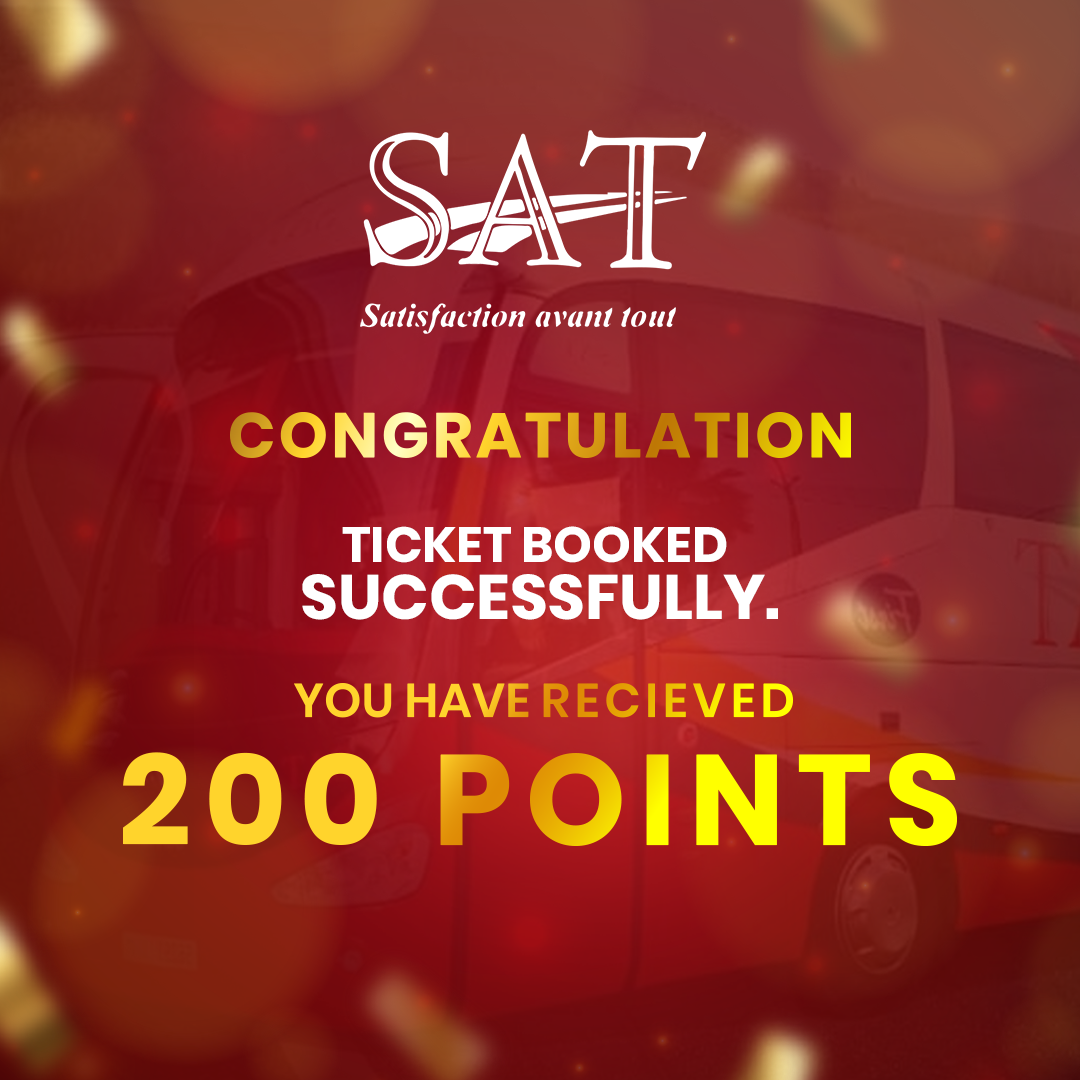 SAT
Satisfaction avant tout
CONGRATULATION
TICKET BOOKED
SUCCESSFULLY.
YOU HAVE RECIEVED
200 POINTS